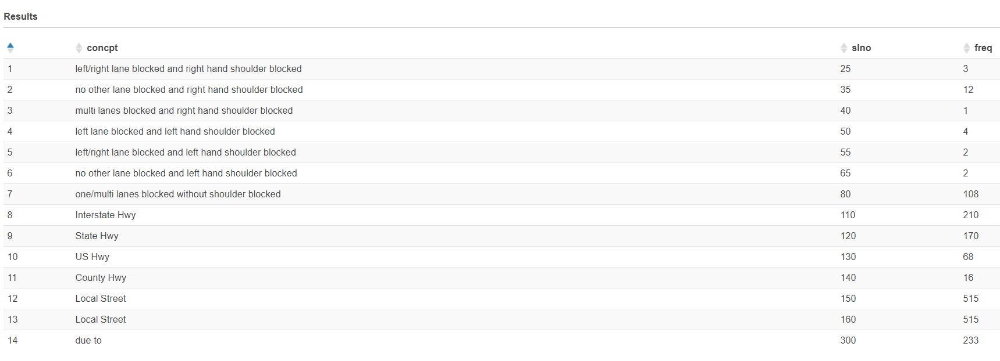 Results
concpt slno freq
1 left/right lane blocked and right hand shoulder blocked 25 3
2 no other lane blocked and right hand shoulder blocked 35 12
3 multi lanes blocked and right hand shoulder blocked 40 1
4 left lane blocked and left hand shoulder blocked 50 4
5 left/right lane blocked and left hand shoulder blocked 55 2
6 no other lane blocked and left hand shoulder blocked 65 2
7 one/multi lanes blocked without shoulder blocked 80 108
8 Interstate Hwy 110 210
9 State Hwy 120 170
10 US Hwy 130 68
11 County Hwy 140 16
12 Local Street 150 515
13 Local Street 160 515
14 due to 300 233